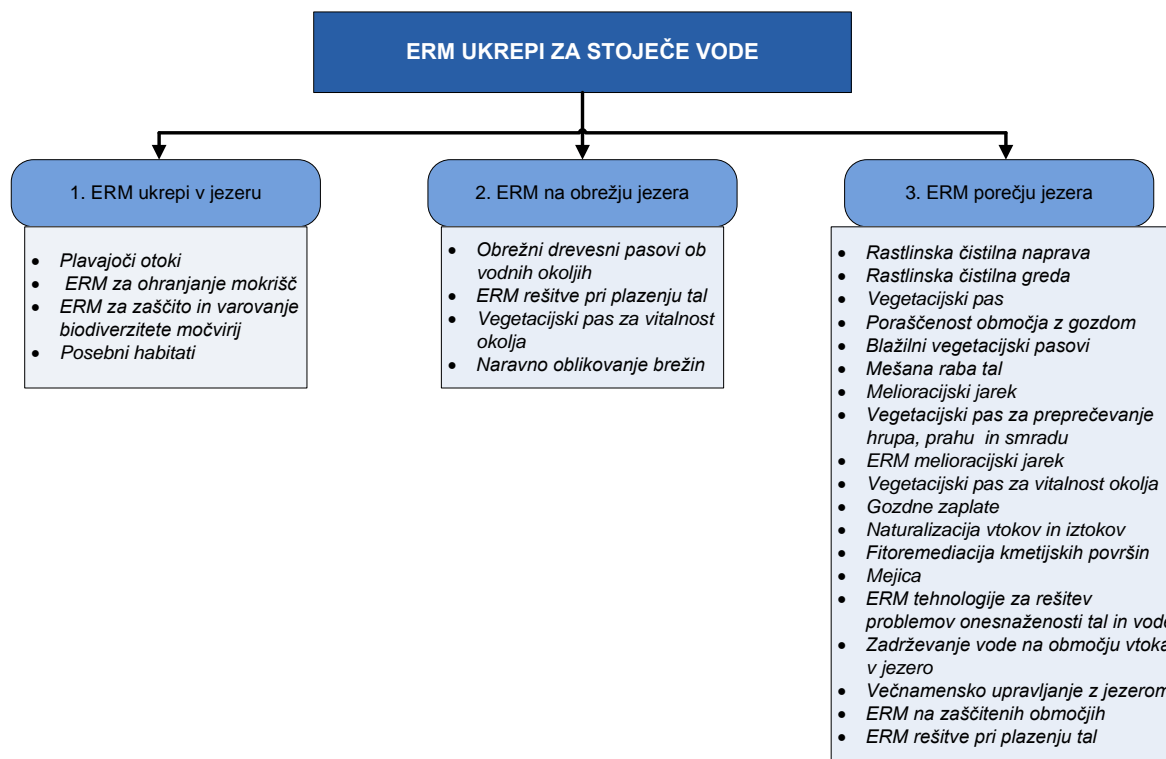 ERM UKREPI ZA STOJEČE VODE
1. ERM ukrepi v jezeru
• Plavajoči otoki
• ERM za ohranjanje mokrišč
• ERM za zaščito in varovanje
biodiverzitete močvirij
• Posebni habitati
2. ERM na obrežju jezera
• Obrežni drevesni pasovi ob
vodnih okoljih
• ERM rešitve pri plazenju tal
• Vegetacijski pas za vitalnost
okolja
• Naravno oblikovanje brežin
3. ERM porečju jezera
• Rastlinska čistilna naprava
• Rastlinska čistilna greda
• Vegetacijski pas
• Poraščenost območja z gozdom
• Blažilni vegetacijski pasovi
• Mešana raba tal
• Melioracijski jarek
• Vegetacijski pas za preprečevanje
hrupa, prahu in smradu
• ERM melioracijski jarek
• Vegetacijski pas za vitalnost okolja
• Gozdne zaplate
• Naturalizacija vtokov in iztokov
• Fitoremediacija kmetijskih površin
• Mejica
• ERM tehnologije za rešitev
problemov onesnaženosti tal in vode
• Zadrževanje vode na območju vtoka
v jezero
• Večnamensko upravljanje z jezerom
• ERM na zaščitenih območjih
• ERM rešitve pri plazenju tal